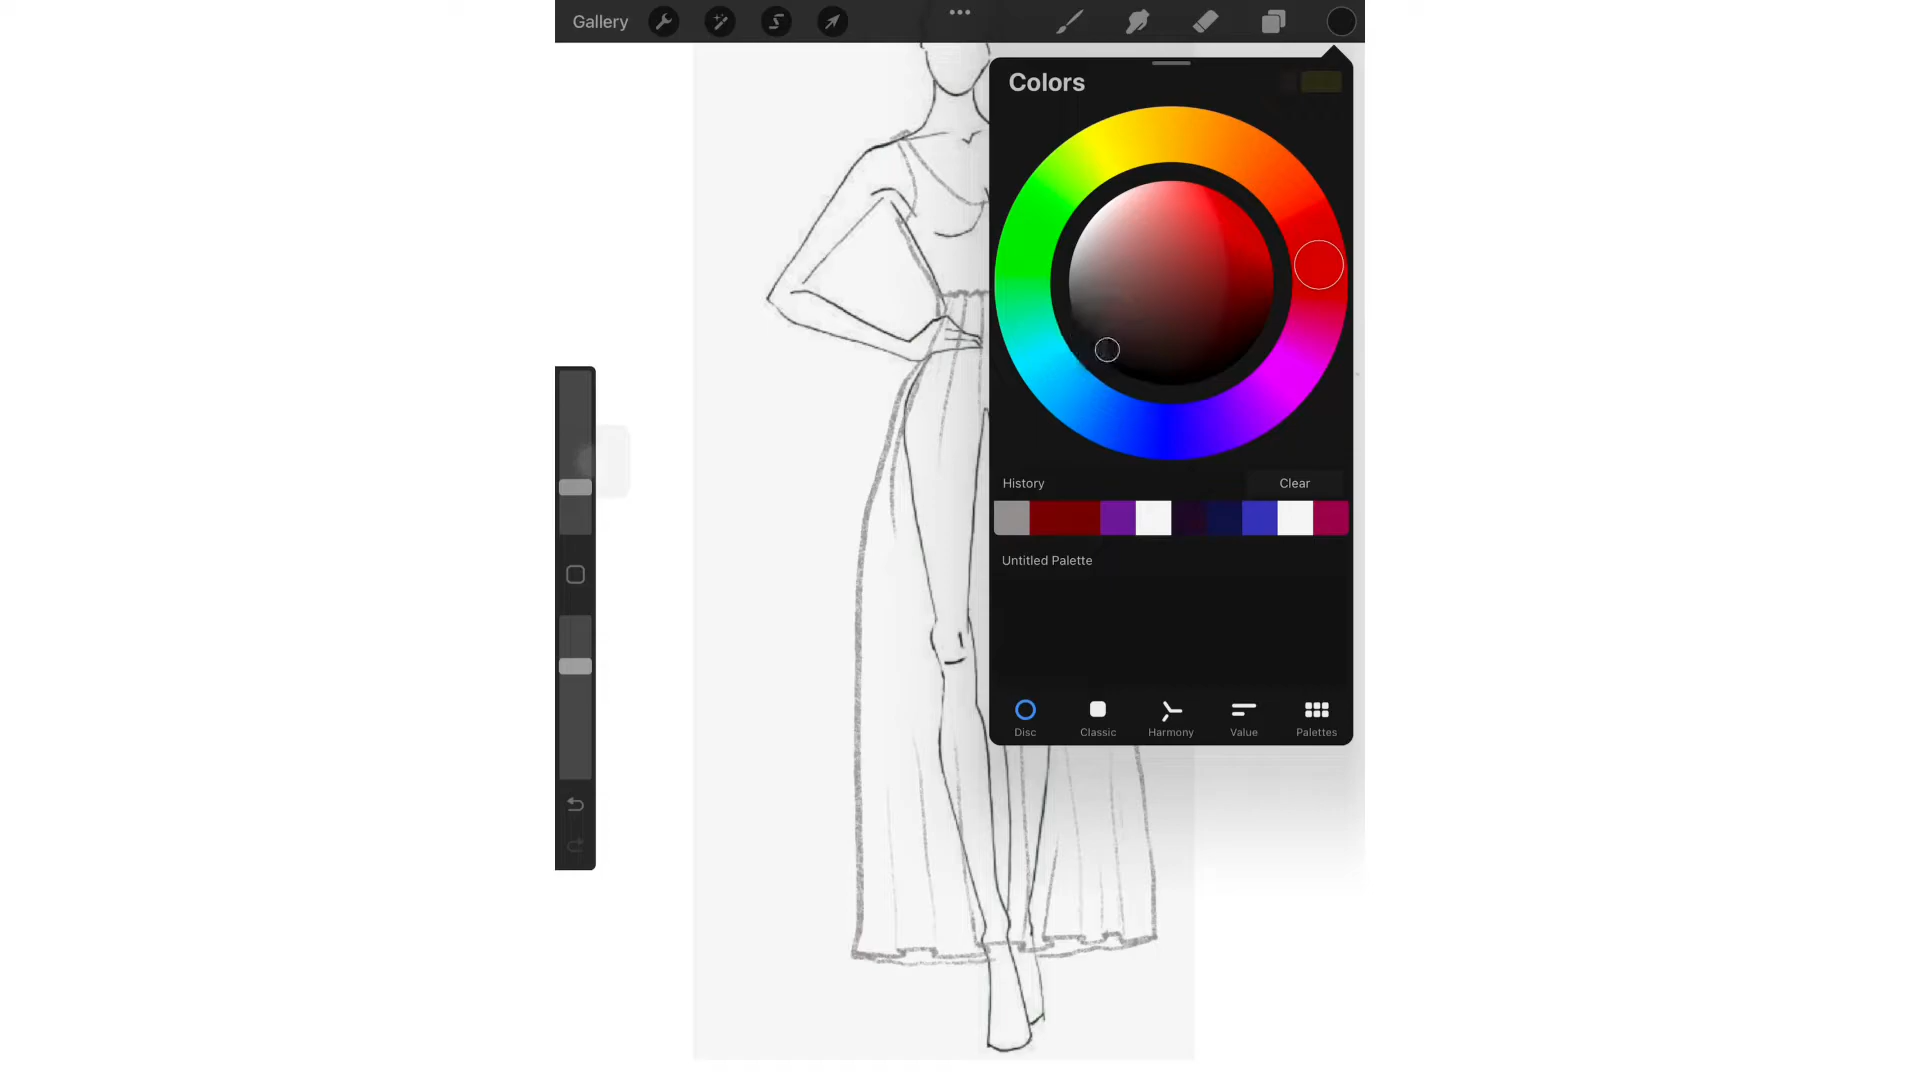 Gallery
Colors
History
Clear
Untitled Palette
Disc
Classic
Harmony
Value
Palettes